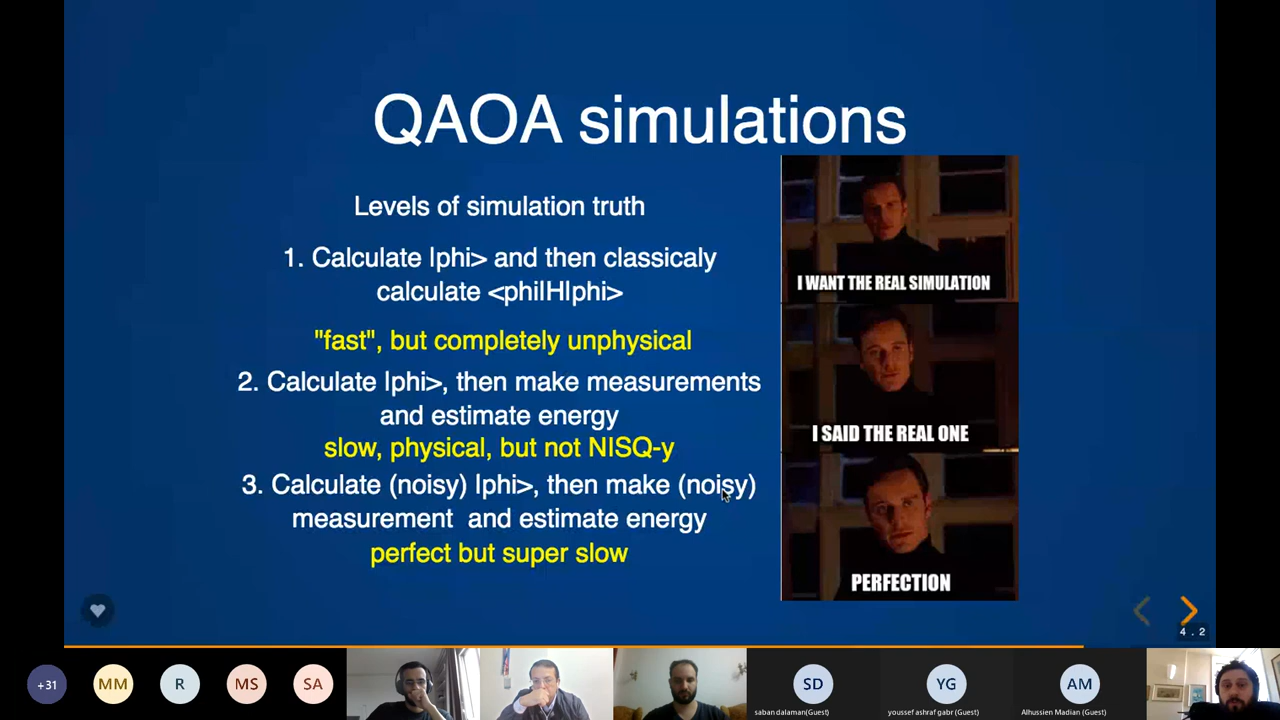 QAOA simulations
Levels of simulation truth
1. Calculate |phi> and then classicaly
calculate <phi|H|phi>
"fast", but completely unphysical
2. Calculate |phi>, then make measurements
and estimate energy
slow, physical, but not NISQ-y
3. Calculate (noisy) |phi>, then make (noisy)
measurement and estimate energy
perfect but super slow
I WANT THE REAL SIMULATION
I SAID THE REAL ONE
PERFECTION
4.2
+31
MM
R
MS
SA
SD
saban dalaman(Guest)
YG
youssef ashraf gabr (Guest)
AM
Alhussien Madian (Guest)